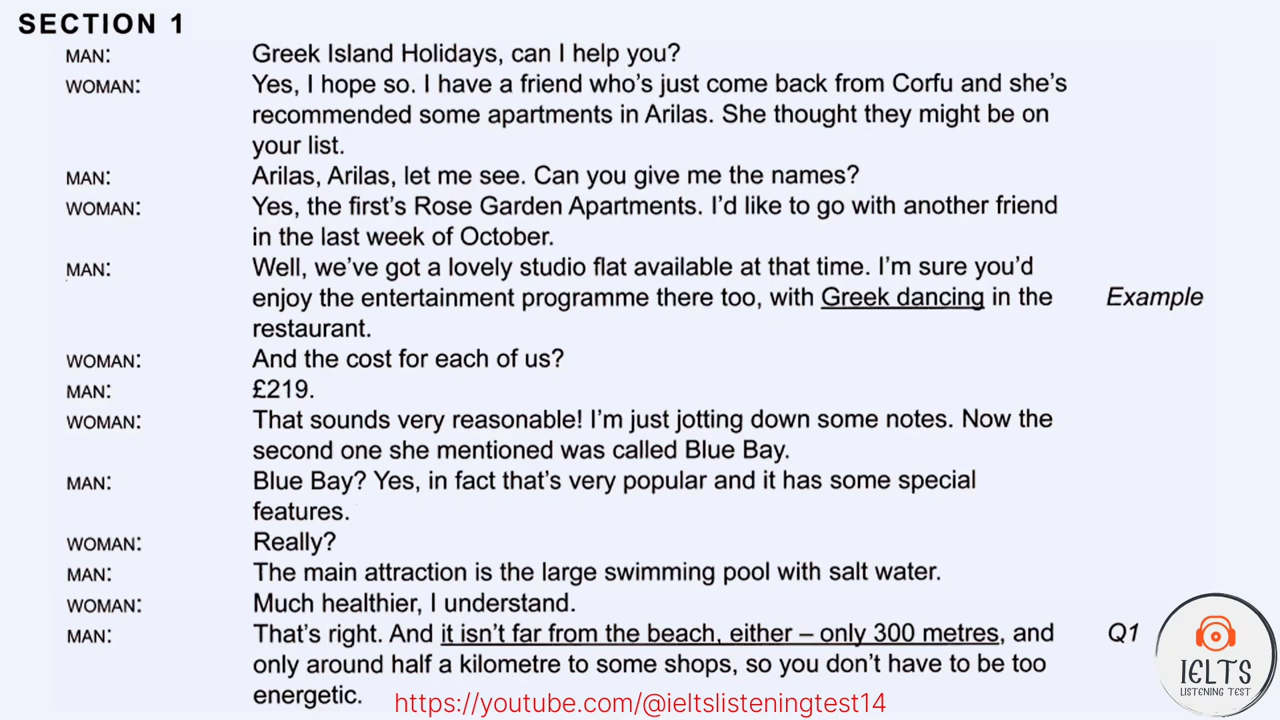 SECTION 1
MAN: Greek Island Holidays, can I help you?
WOMAN: Yes, I hope so. I have a friend who's just come back from Corfu and she's
recommended some apartments in Arilas. She thought they might be on
your list.
MAN: Arilas, Arilas, let me see. Can you give me the names?
WOMAN: Yes, the first's Rose Garden Apartments. I'd like to go with another friend
in the last week of October.
MAN: Well, we've got a lovely studio flat available at that time. I'm sure you'd
enjoy the entertainment programme there too, with Greek dancing in the Example
restaurant.
WOMAN: And the cost for each of us?
MAN: £219.
WOMAN: That sounds very reasonable! I'm just jotting down some notes. Now the
second one she mentioned was called Blue Bay.
MAN: Blue Bay? Yes, in fact that's very popular and it has some special
features.
WOMAN: Really?
MAN: The main attraction is the large swimming pool with salt water.
WOMAN: Much healthier, I understand.
MAN: That's right. And it isn't far from the beach, either – only 300 metres, and Q1
only around half a kilometre to some shops, so you don't have to be too
energetic.
https://youtube.com/@ieltslisteningtest14
IELTS
LISTENING TEST